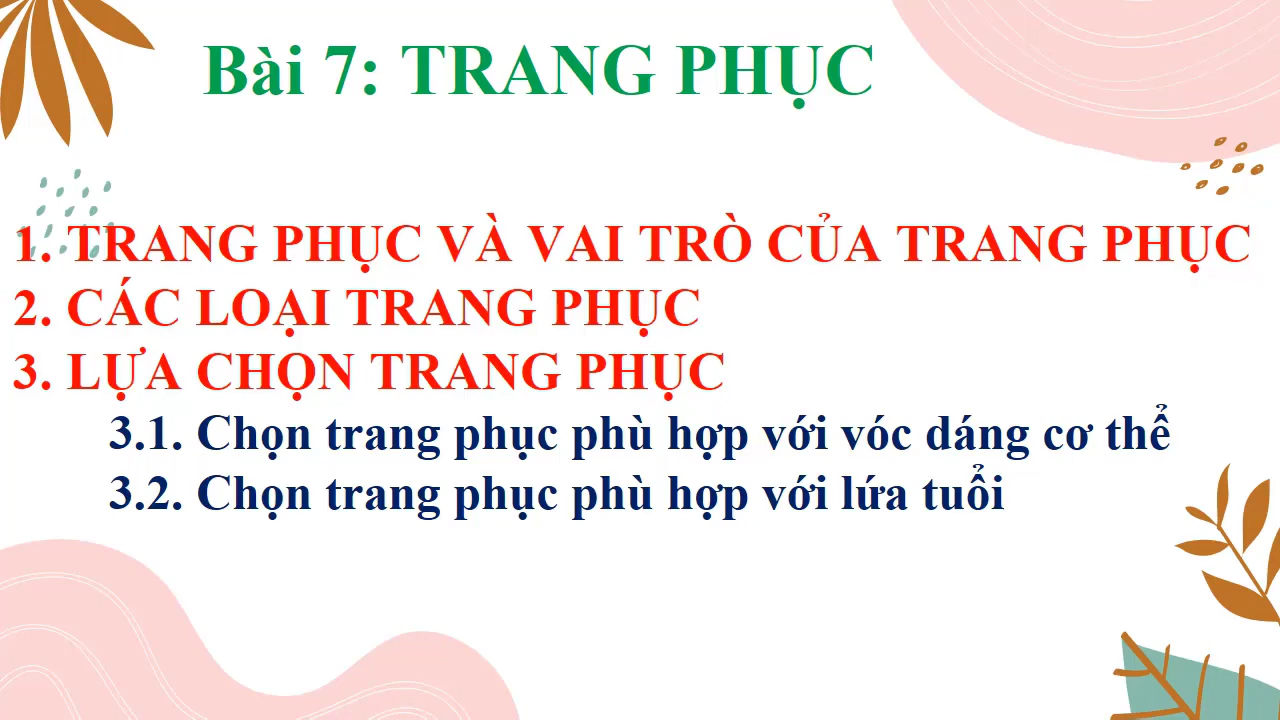 Bài 7: TRANG PHỤC
1. TRANG PHỤC VÀ VAI TRÒ CỦA TRANG PHỤC
2. CÁC LOẠI TRANG PHỤC
3. LỰA CHỌN TRANG PHỤC
3.1. Chọn trang phục phù hợp với vóc dáng cơ thể
3.2. Chọn trang phục phù hợp với lứa tuổi